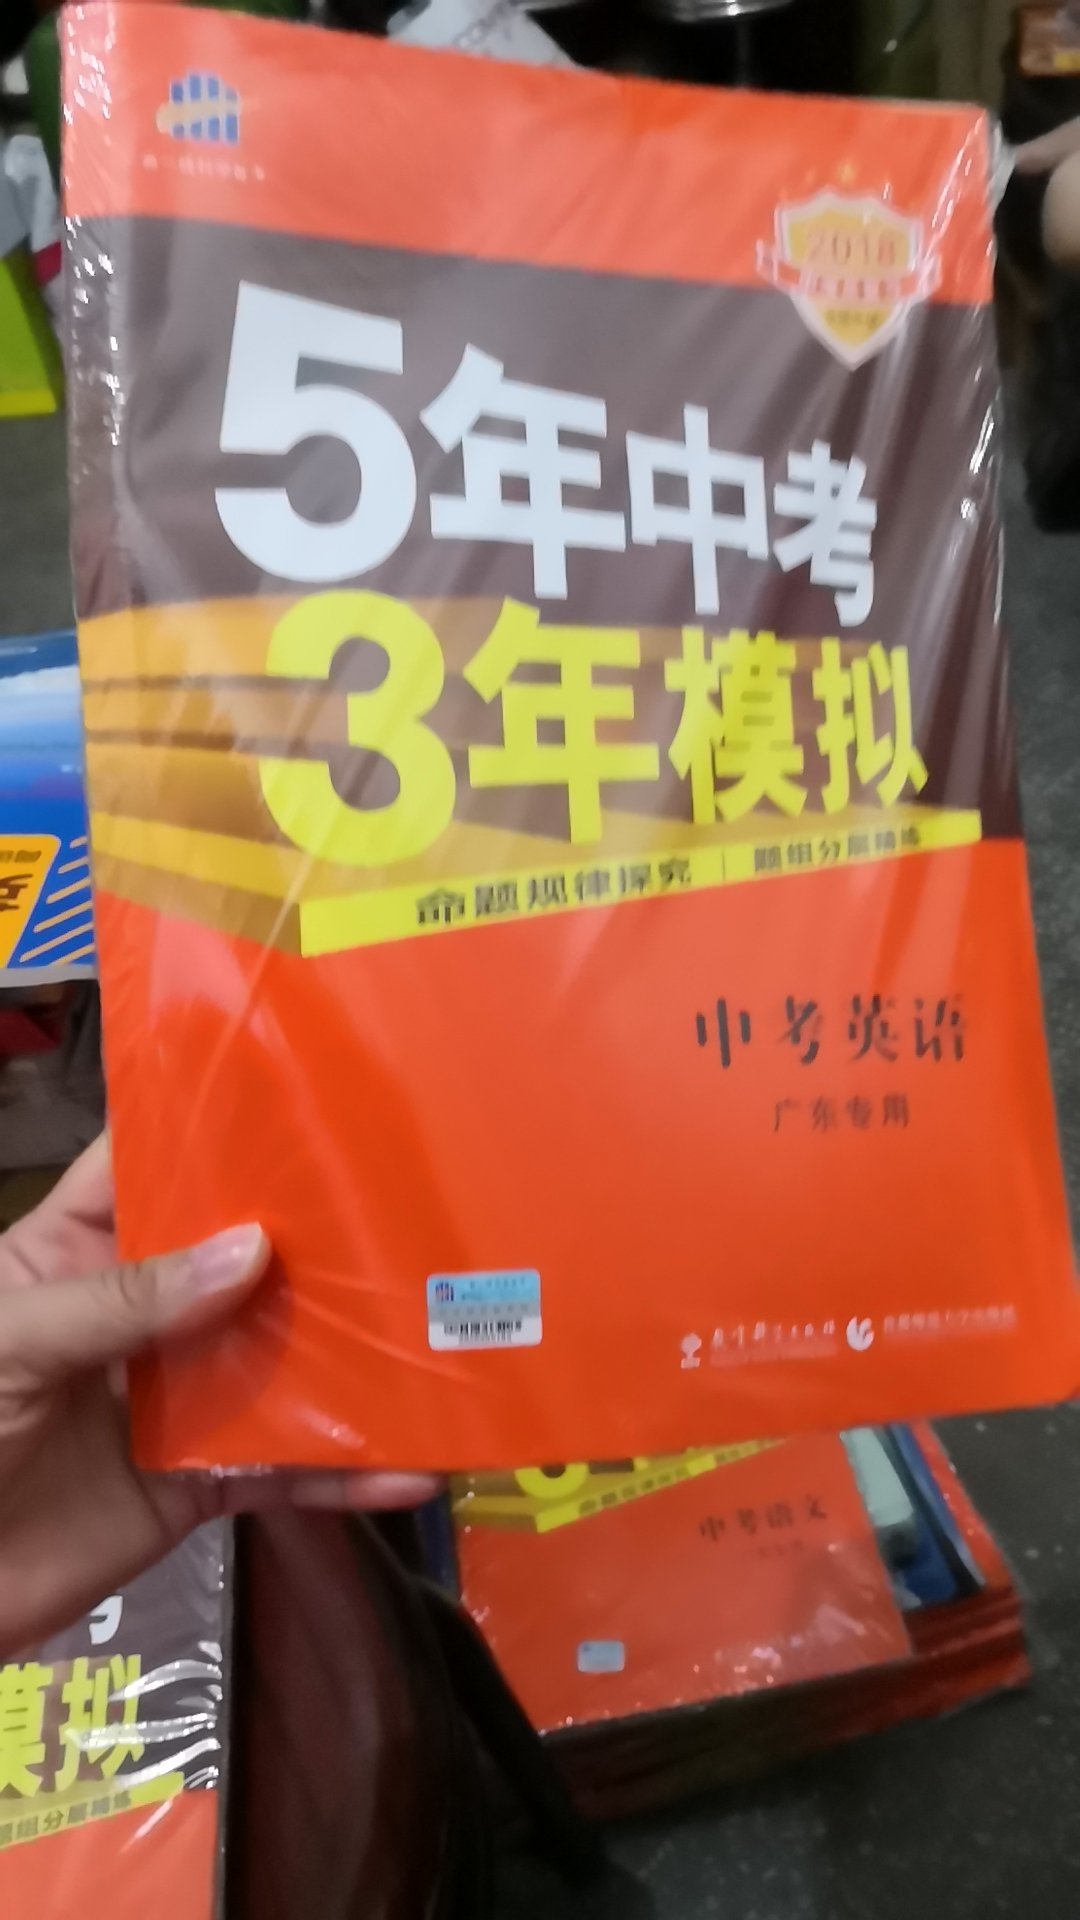 2018
5年中考
3年模拟
命题规律探究 | 题组分层精练
中考英语
广东专用
中考语文
模拟
题组分层精练